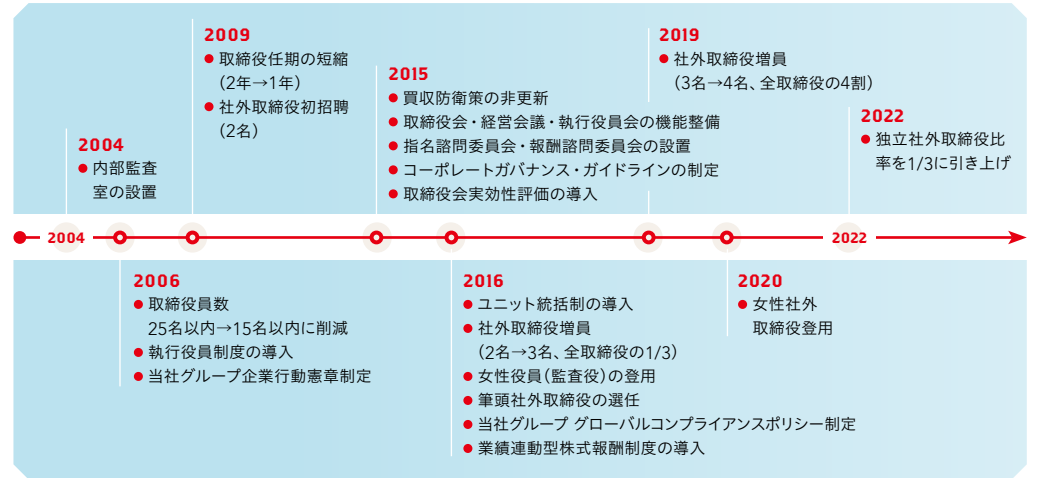 2009
● 取締役任期の短縮
(2年→1年)
● 社外取締役初招聘
(2名)
2004
● 内部監査
室の設置
2015
● 買収防衛策の非更新
● 取締役会・経営会議・執行役員会の機能整備
● 指名諮問委員会・報酬諮問委員会の設置
● コーポレートガバナンス・ガイドラインの制定
● 取締役会実効性評価の導入
2019
● 社外取締役増員
(3名→4名、全取締役の4割)
2022
● 独立社外取締役比
率を1/3に引き上げ
2004
2022
2006
● 取締役員数
25名以内→15名以内に削減
● 執行役員制度の導入
● 当社グループ企業行動憲章制定
2016
● ユニット統括制の導入
● 社外取締役増員
(2名→3名、全取締役の1/3)
● 女性役員(監査役)の登用
● 筆頭社外取締役の選任
● 当社グループ グローバルコンプライアンスポリシー制定
● 業績連動型株式報酬制度の導入
2020
● 女性社外
取締役登用